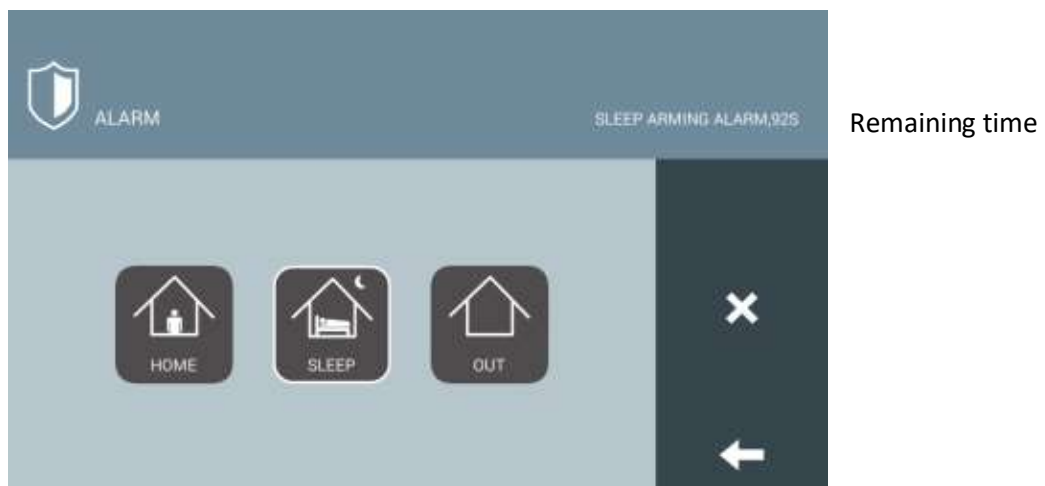 ALARM
SLEEP ARMING ALARM,92S
Remaining time
HOME
SLEEP
OUT